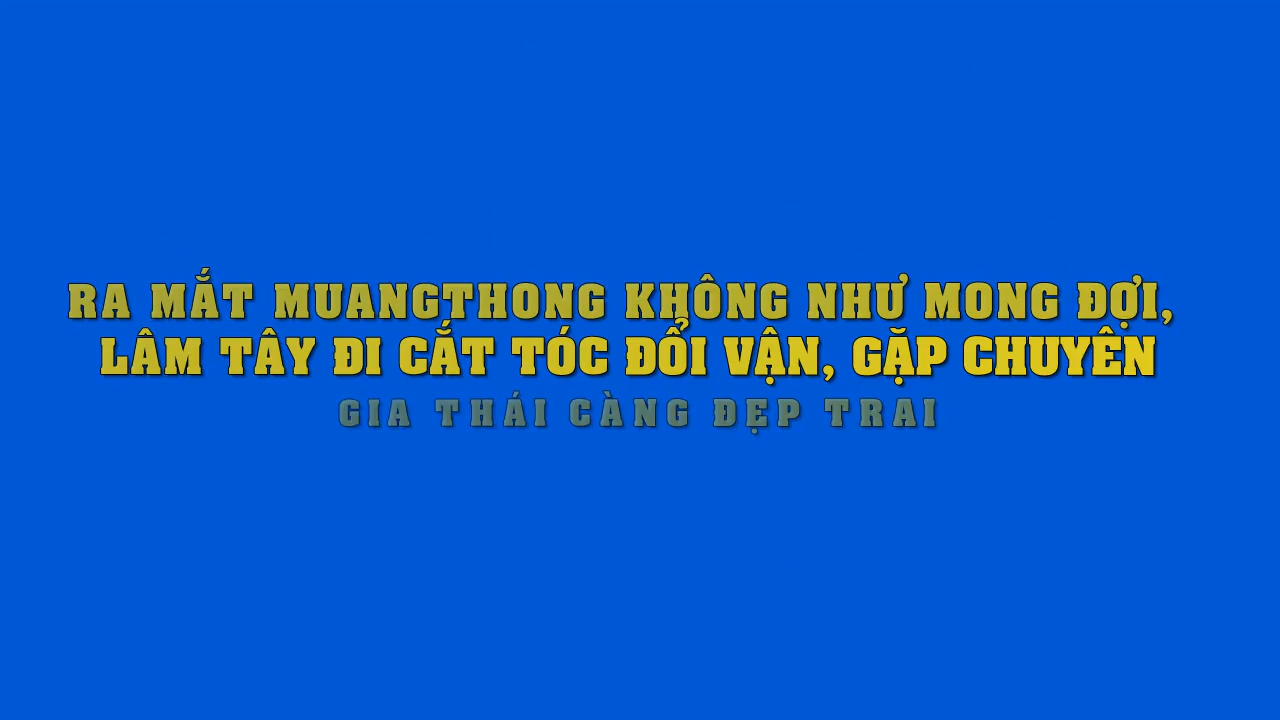 RA MẮT MUANGTHONG KHÔNG NHƯ MONG ĐỢI,
LÂM TÂY ĐI CẮT TÓC ĐỔI VẬN, GẶP CHUYÊN
GIA THÁI CÀNG ĐẸP TRAI